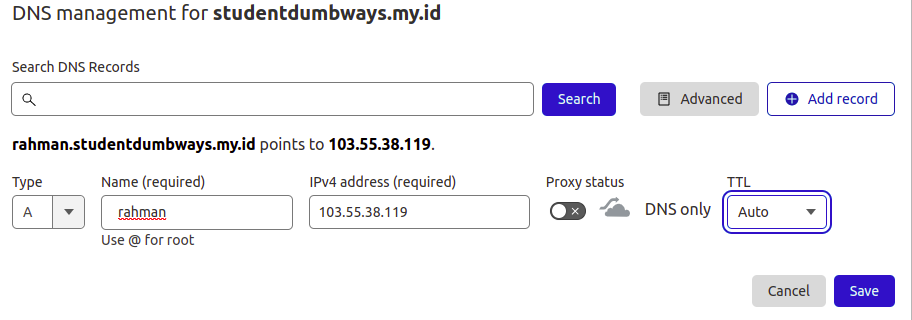 DNS management for studentdumbways.my.id
Search DNS Records
Search
Advanced
Add record
rahman.studentdumbways.my.id points to 103.55.38.119.
Type
Name (required)
IPv4 address (required)
Proxy status
TTL
A
rahman
103.55.38.119
DNS only
Auto
Use @ for root
Cancel
Save